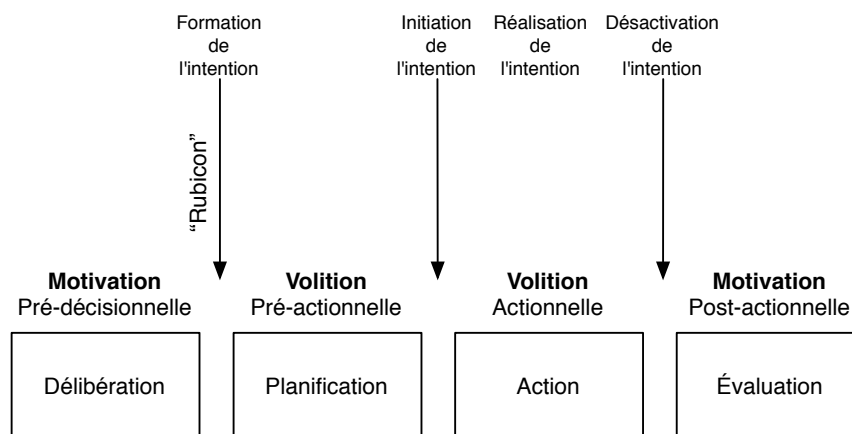 Formation
de
l'intention
Initiation
de
l'intention
Réalisation
de
l'intention
Désactivation
de
l'intention
“Rubicon”
Motivation
Pré-décisionnelle
Volition
Pré-actionnelle
Volition
Actionnelle
Motivation
Post-actionnelle
Délibération
Planification
Action
Évaluation